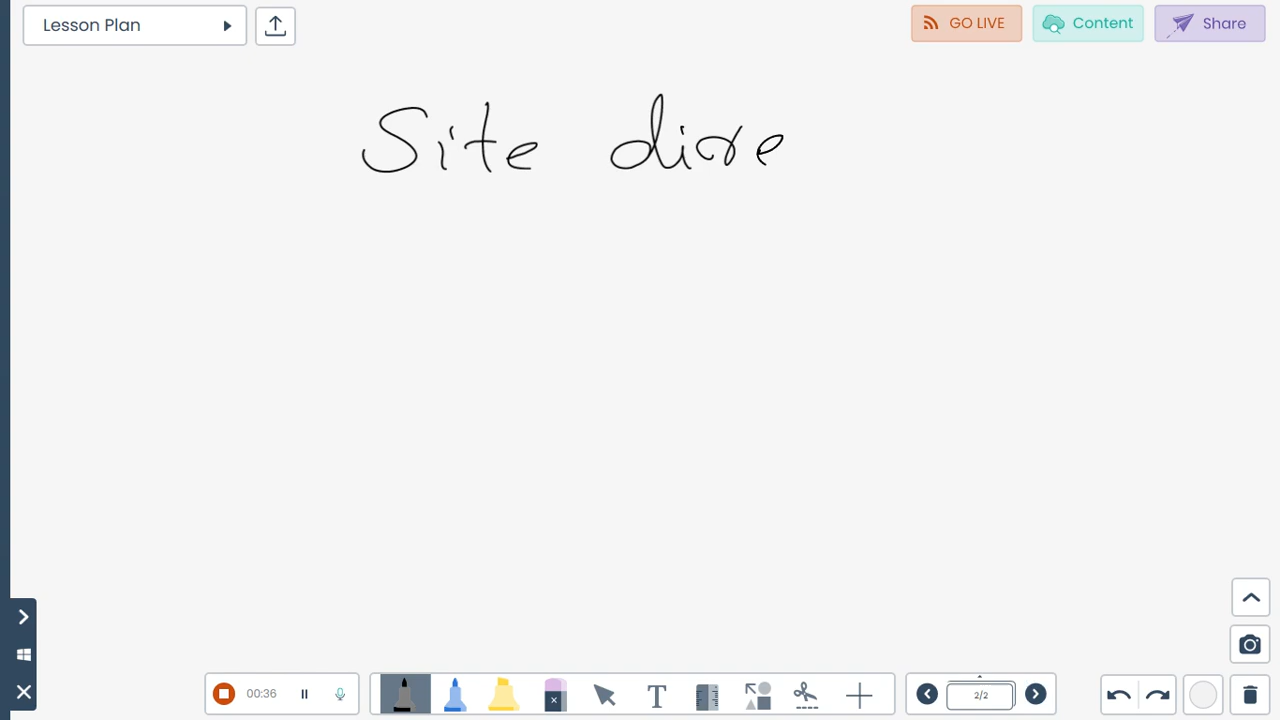 Lesson Plan
GO LIVE
Content
Share
Site dire
00:36
T
2/2